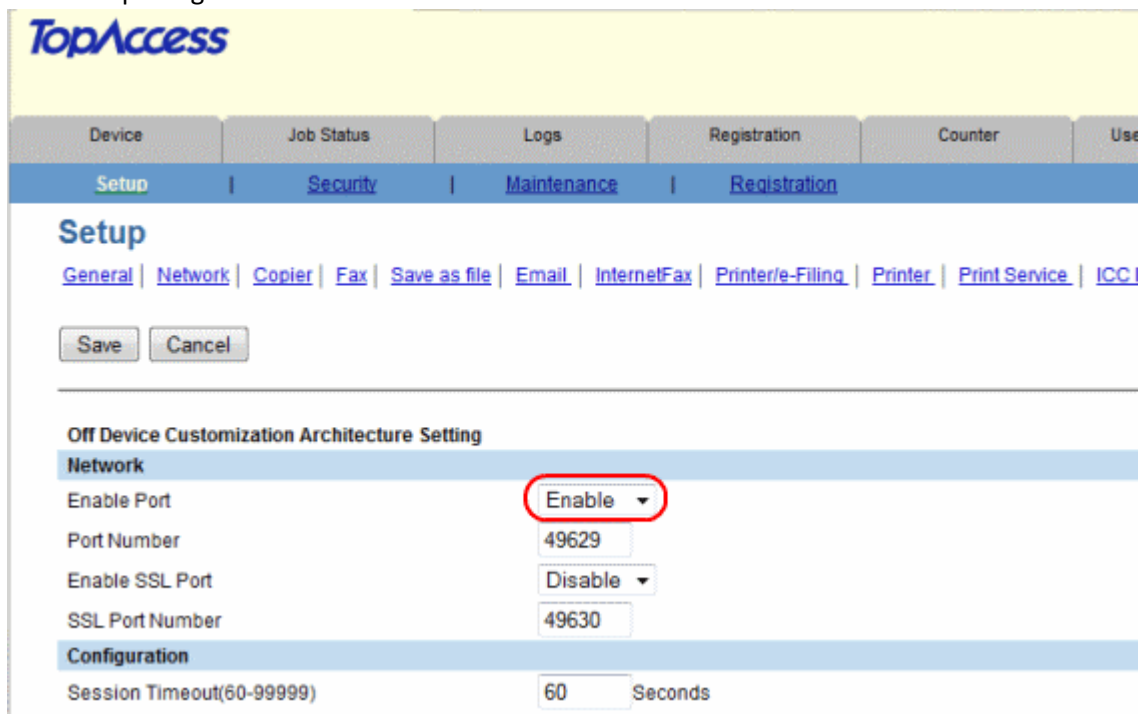 TopAccess
Device Job Status Logs Registration Counter
Setup | Security | Maintenance | Registration
Setup
General | Network | Copier | Fax | Save as file | Email | InternetFax | Printer/e-Filing | Printer | Print Service | ICC
Save Cancel
Off Device Customization Architecture Setting
Network
Enable Port Enable
Port Number 49629
Enable SSL Port Disable
SSL Port Number 49630
Configuration
Session Timeout(60-99999) 60 Seconds